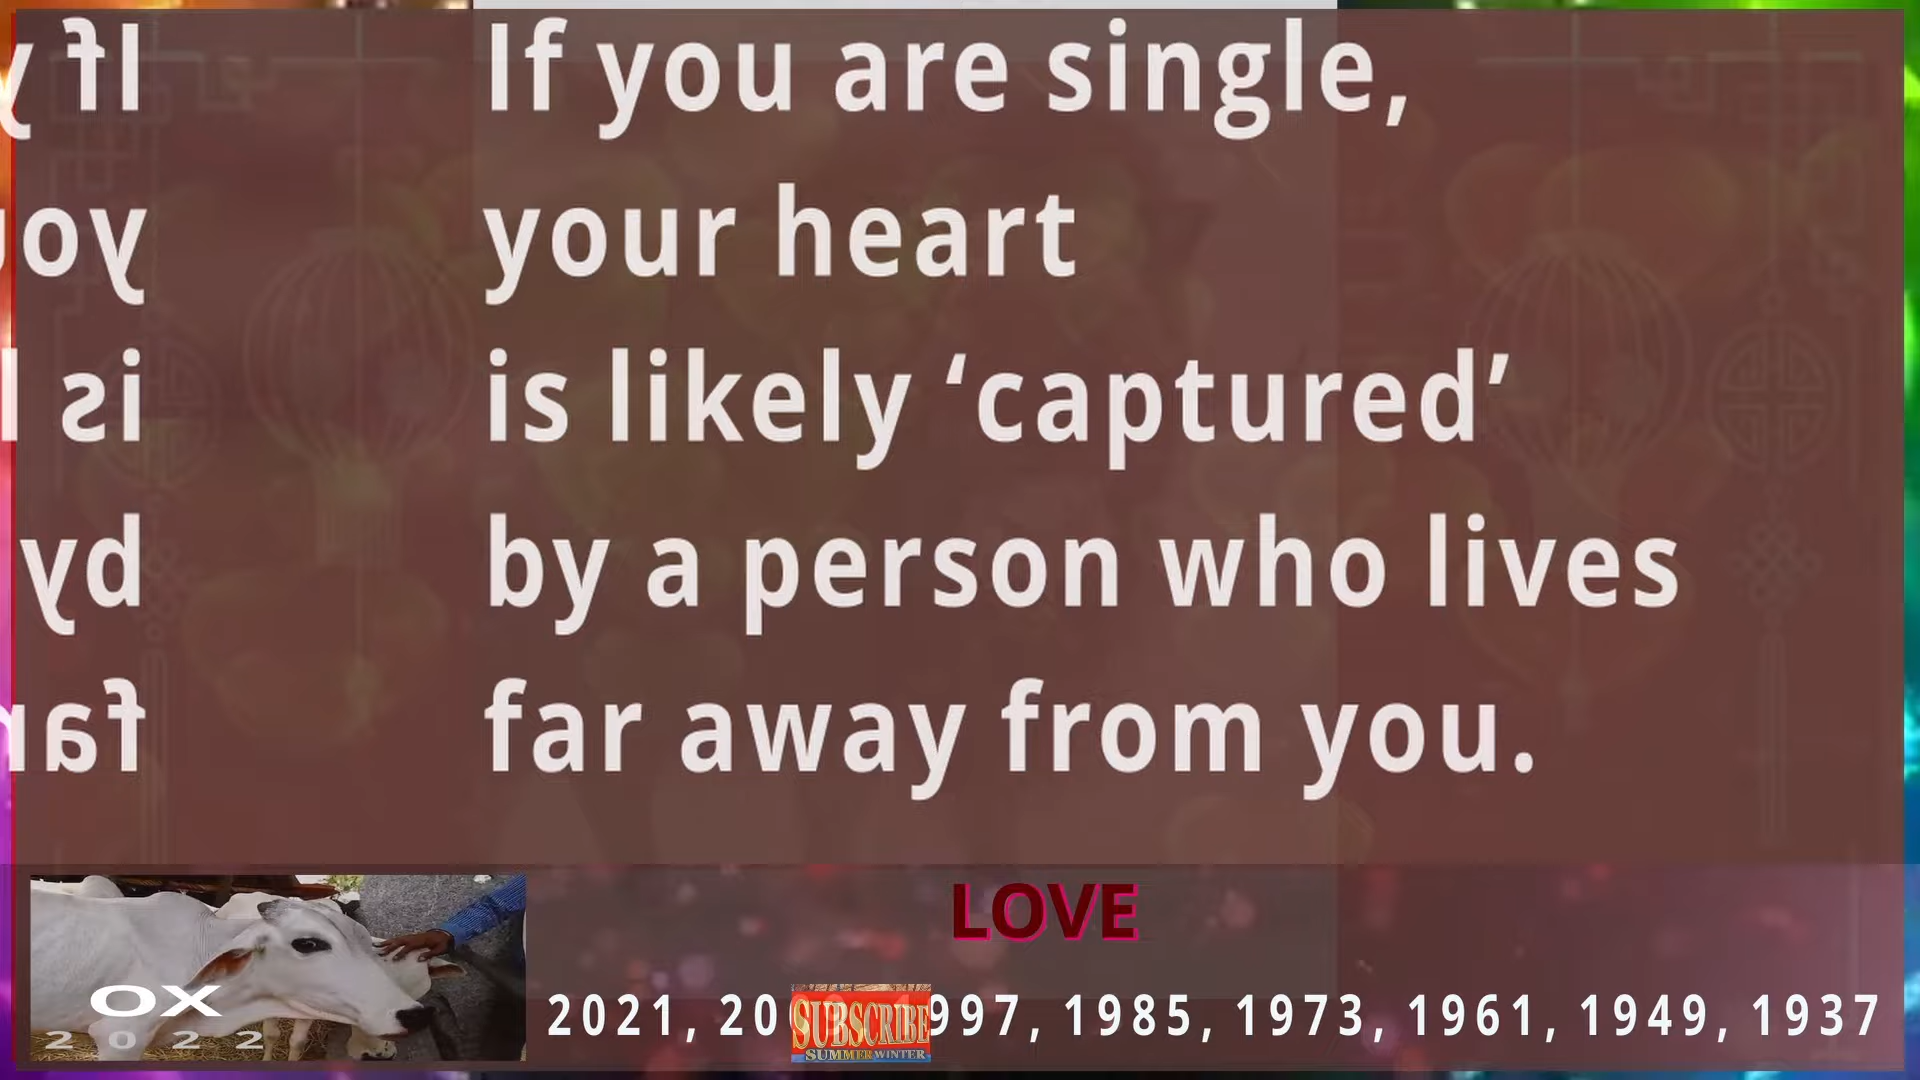 If you are single,
your heart
is likely ‘captured’
by a person who lives
far away from you.
LOVE
OX
2022
2021, 20 997, 1985, 1973, 1961, 1949, 1937
SUBSCRIBE
SUMMER WINTER